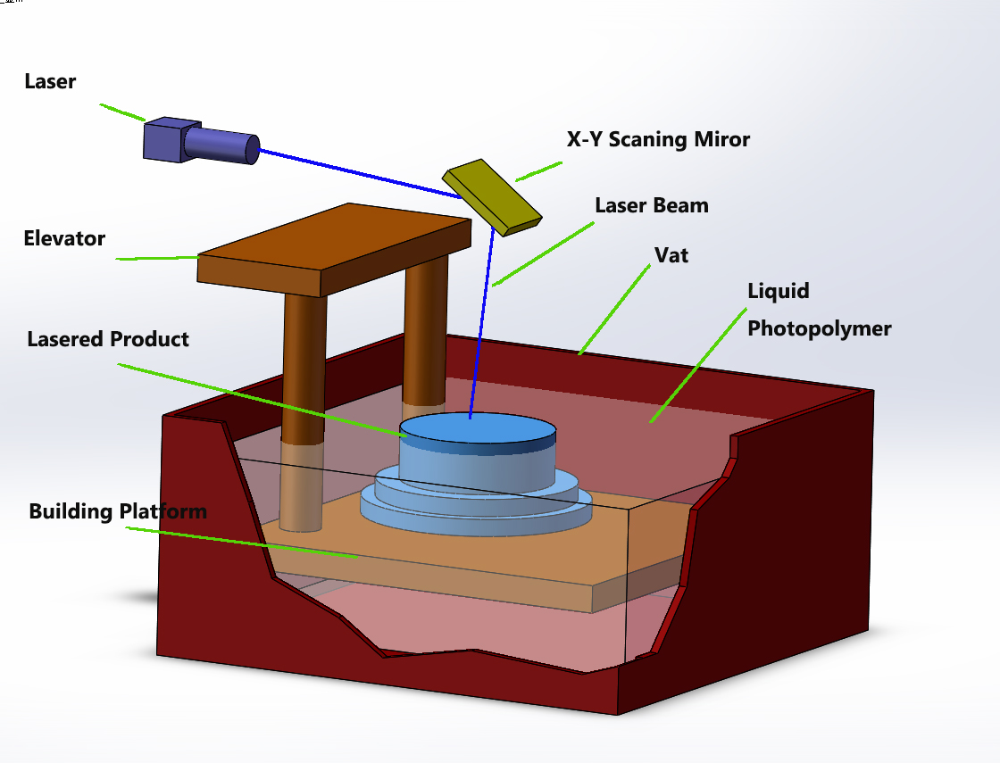 Laser
X-Y Scaning Miror
Laser Beam
Elevator
Vat
Liquid
Photopolymer
Lasered Product
Building Platform